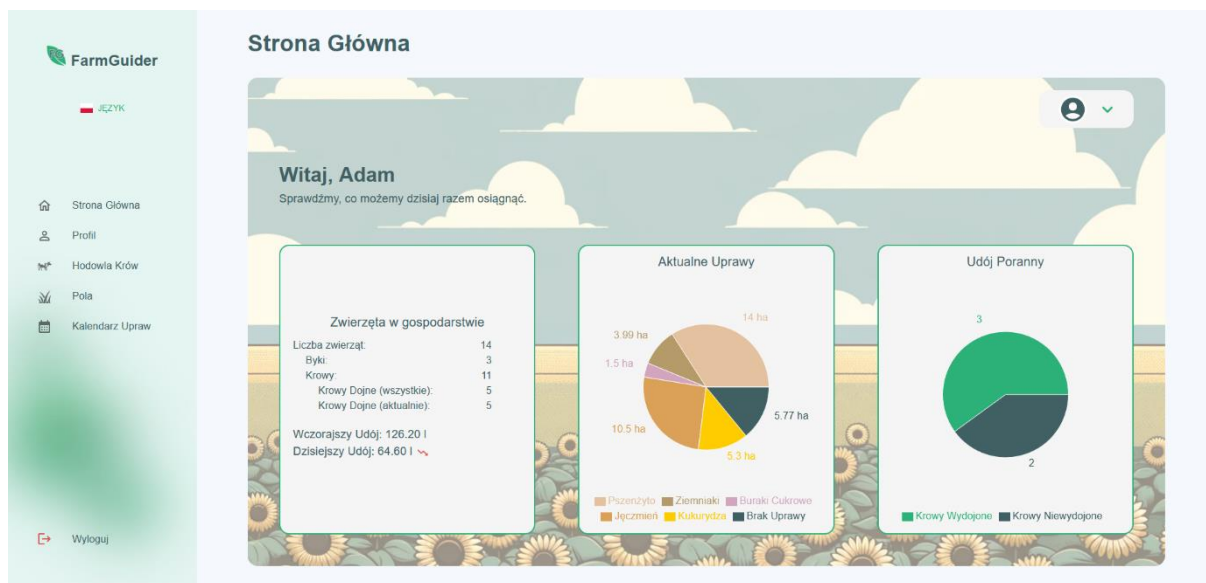 FarmGuider
JĘZYK
Strona Główna
Profil
Hodowla Krów
Pola
Kalendarz Upraw
Wyloguj
Strona Główna
Witaj, Adam
Sprawdźmy, co możemy dzisiaj razem osiągnąć.
Zwierzęta w gospodarstwie
Liczba zwierząt: 14
Byki: 3
Krowy: 11
Krowy Dojne (wszystkie): 5
Krowy Dojne (aktualnie): 5
Wczorajszy Udój: 126.20 l
Dzisiejszy Udój: 64.60 l
Aktualne Uprawy
14 ha
3.99 ha
1.5 ha
10.5 ha
5.3 ha
5.77 ha
Pszenżyto Ziemniaki Buraki Cukrowe
Jęczmień Kukurydza Brak Uprawy
Udój Poranny
3
2
Krowy Wydojone Krowy Niewydojone